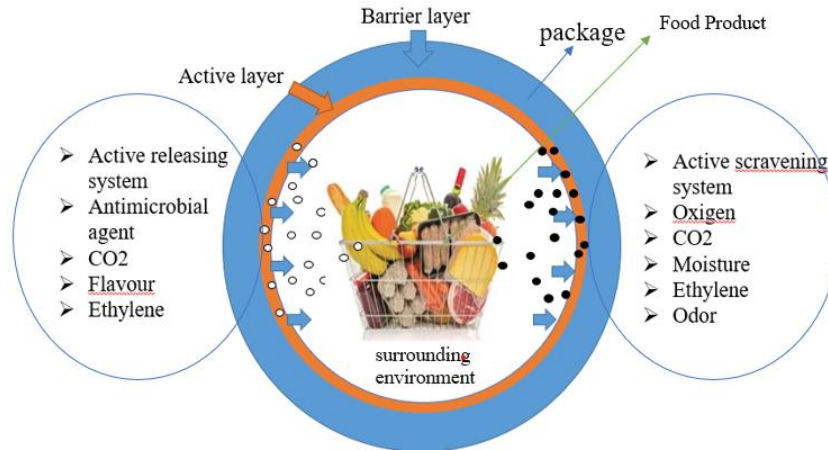 Barrier layer
package
Food Product
Active layer
➤ Active releasing
system
➤ Antimicrobial
agent
➤ CO2
➤ Flavour
➤ Ethylene
➤ Active scravening
system
➤ Oxigen
➤ CO2
➤ Moisture
➤ Ethylene
➤ Odor
surrounding
environment